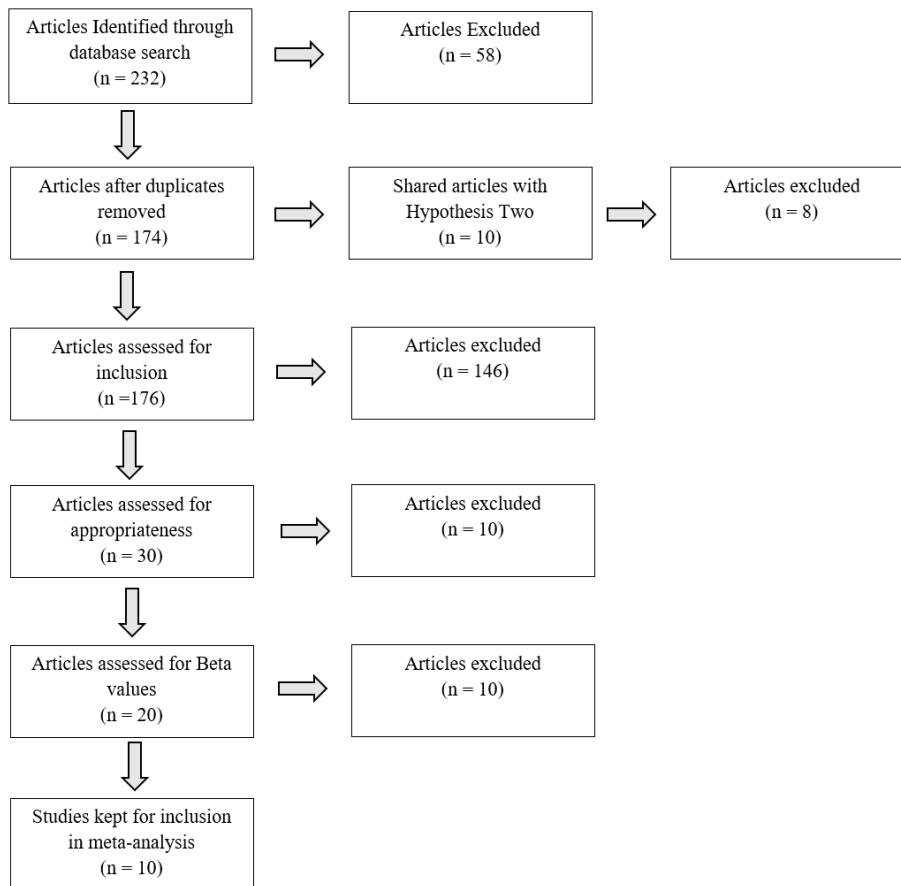 Articles Identified through
database search
(n = 232)
Articles Excluded
(n = 58)
Articles after duplicates
removed
(n = 174)
Shared articles with
Hypothesis Two
(n = 10)
Articles excluded
(n = 8)
Articles assessed for
inclusion
(n =176)
Articles excluded
(n = 146)
Articles assessed for
appropriateness
(n = 30)
Articles excluded
(n = 10)
Articles assessed for Beta
values
(n = 20)
Articles excluded
(n = 10)
Studies kept for inclusion
in meta-analysis
(n = 10)